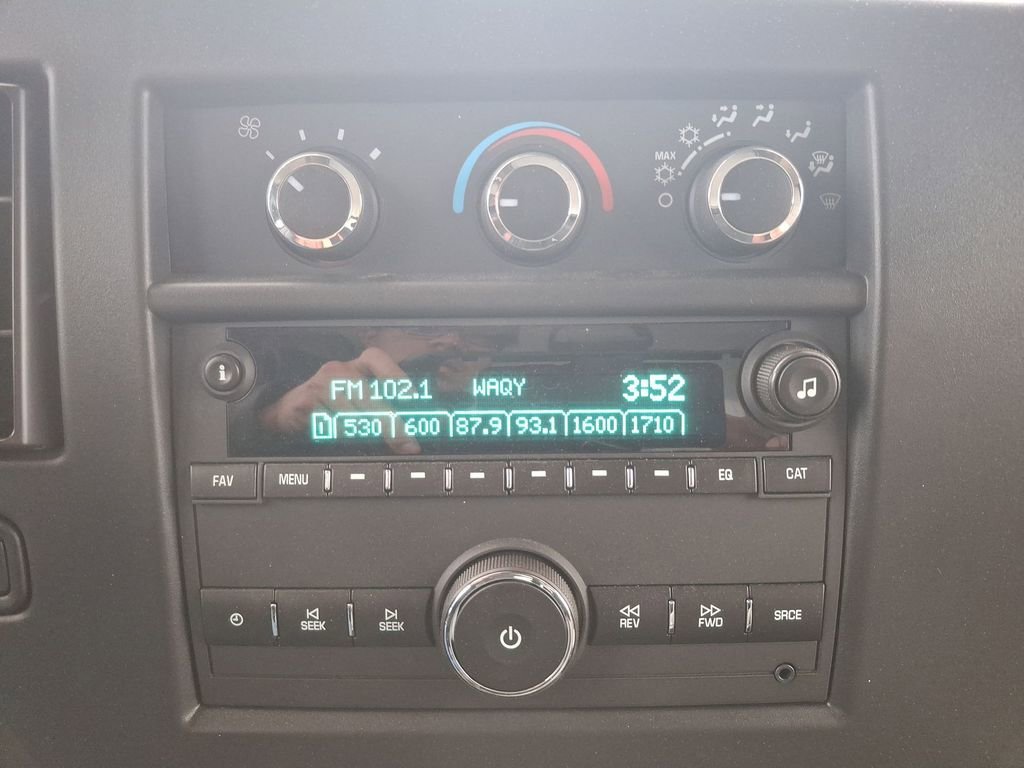 MAX
FM 102.1 WAQY 3:52
1 530 600 87.9 93.1 1600 1710
FAV MENU EQ CAT
SEEK SEEK REV FWD SRCE